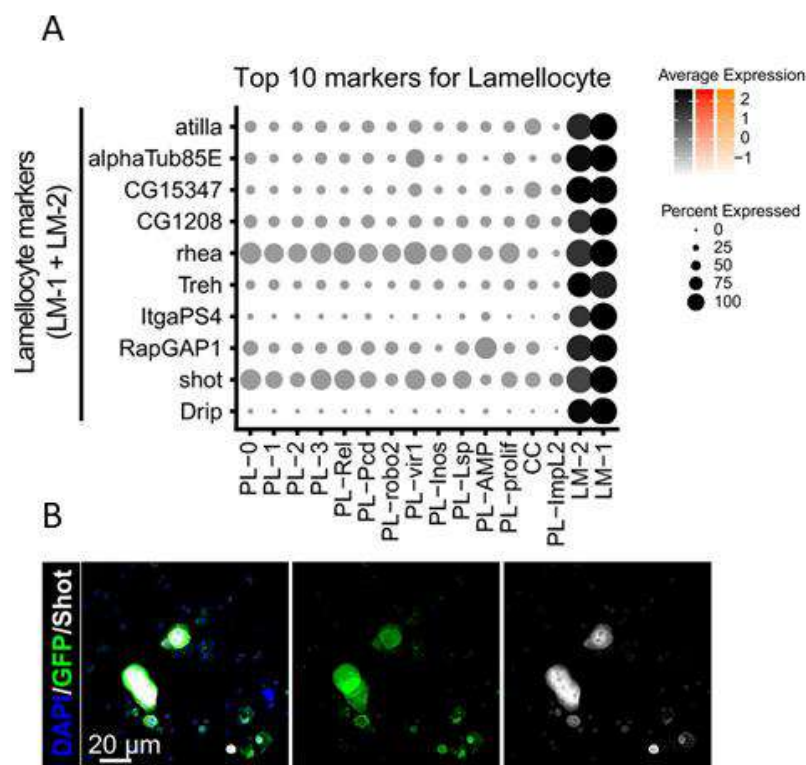 A
Top 10 markers for Lamellocyte
Lamellocyte markers
(LM-1 + LM-2)
atilla
alphaTub85E
CG15347
CG1208
rhea
Treh
ItgaPS4
RapGAP1
shot
Drip
PL-0
PL-1
PL-2
PL-3
PL-Rel
PL-Pcd
PL-robo2
PL-vir1
PL-Inos
PL-Lsp
PL-AMP
PL-prolif
CC
PL-ImpL2
LM-2
LM-1
Average Expression
2
1
0
-1
Percent Expressed
0
25
50
75
100
B
DAPI/GFP/Shot
20 µm